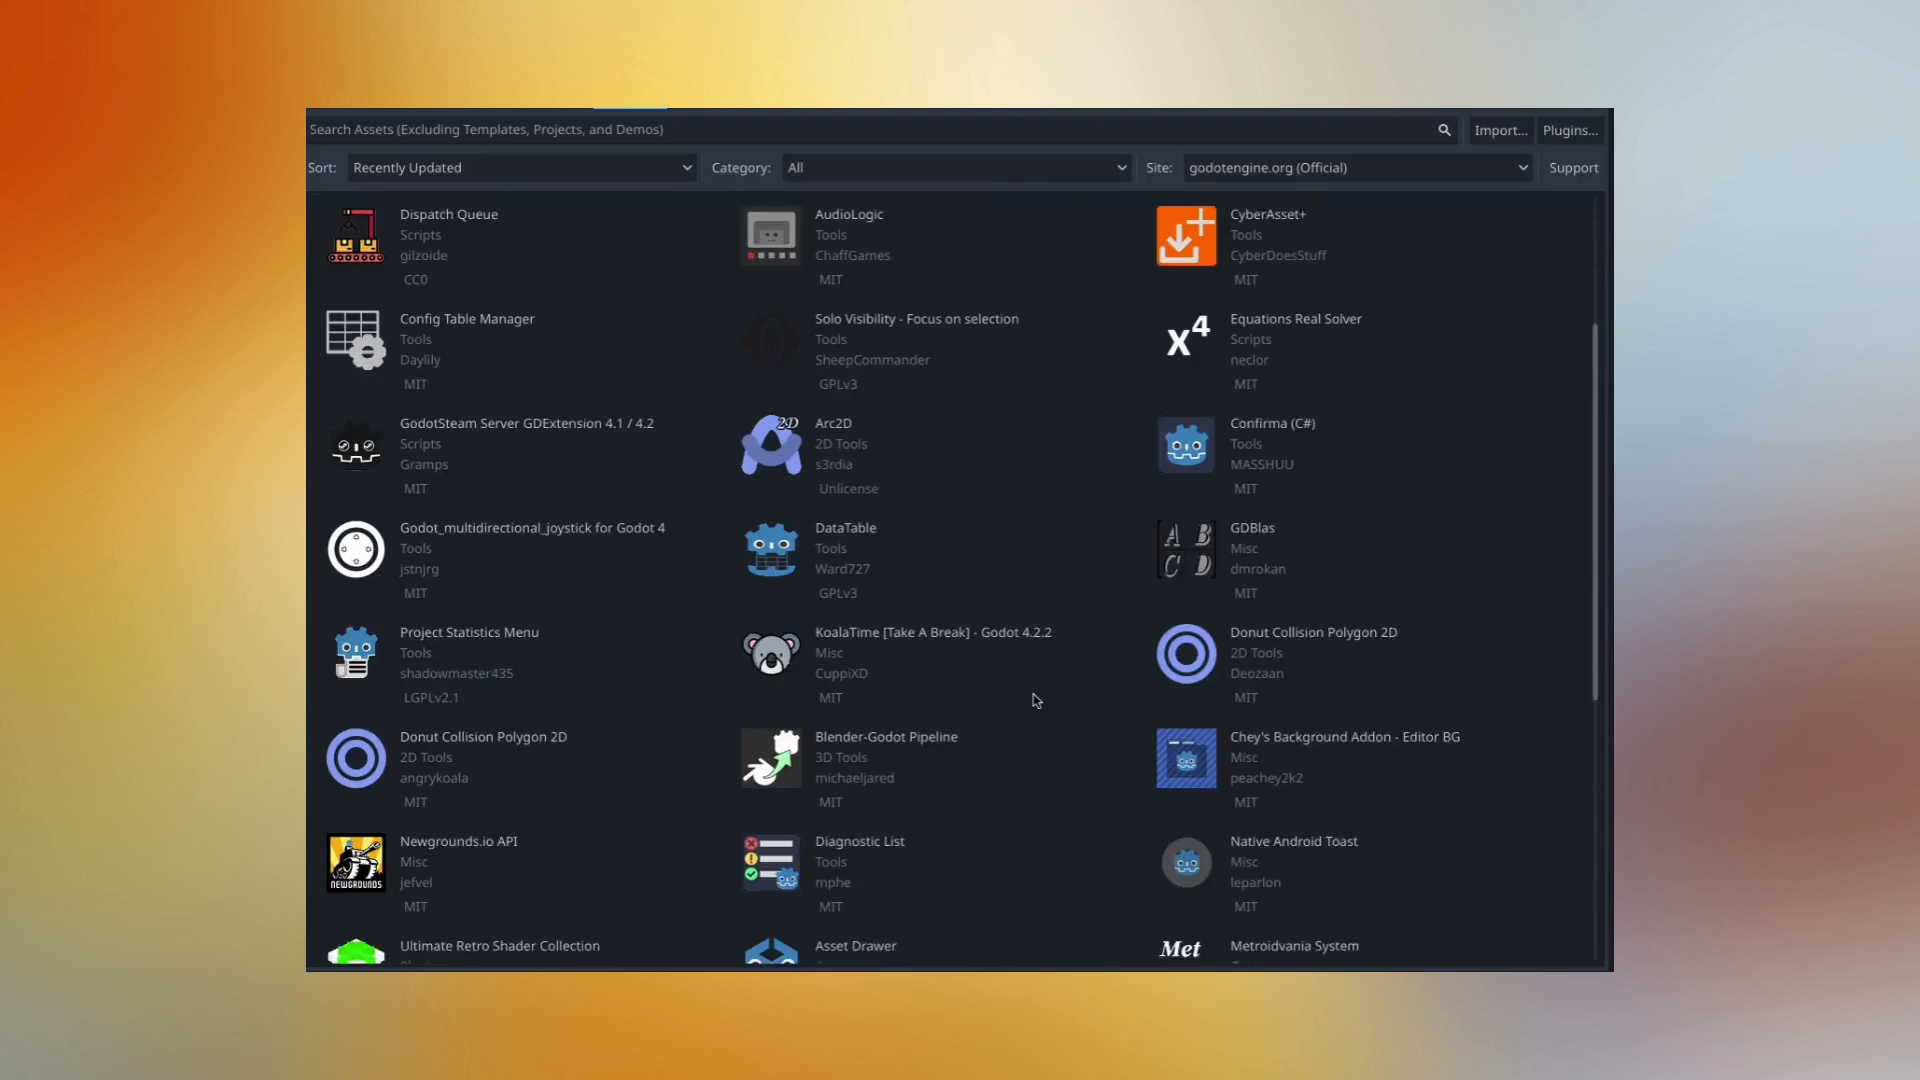 Search Assets (Excluding Templates, Projects, and Demos)
Import...
Plugins...
Sort:
Recently Updated
Category:
All
Site:
godotengine.org (Official)
Support
Dispatch Queue
Scripts
gilzoide
CC0
AudioLogic
Tools
ChaffGames
MIT
CyberAsset+
Tools
CyberDoesStuff
MIT
Config Table Manager
Tools
Daylily
MIT
Solo Visibility - Focus on selection
Tools
SheepCommander
GPLv3
x4
Equations Real Solver
Scripts
neclor
MIT
GodotSteam Server GDExtension 4.1 / 4.2
Scripts
Gramps
MIT
2D
Arc2D
2D Tools
s3rdia
Unlicense
Confirma (C#)
Tools
MASSHUU
MIT
Godot_multidirectional_joystick for Godot 4
Tools
jstnjrg
MIT
DataTable
Tools
Ward727
GPLv3
A B
C D
GDBlas
Misc
dmrokan
MIT
Project Statistics Menu
Tools
shadowmaster435
LGPLv2.1
KoalaTime [Take A Break] - Godot 4.2.2
Misc
CuppiXD
MIT
Donut Collision Polygon 2D
2D Tools
Deozaan
MIT
Donut Collision Polygon 2D
2D Tools
angrykoala
MIT
Blender-Godot Pipeline
3D Tools
michaeljared
MIT
Chey's Background Addon - Editor BG
Misc
peachey2k2
MIT
NEWGROUNDS
Newgrounds.io API
Misc
jefvel
MIT
Diagnostic List
Tools
mphe
MIT
Native Android Toast
Misc
leparlon
MIT
Ultimate Retro Shader Collection
Asset Drawer
Met
Metroidvania System